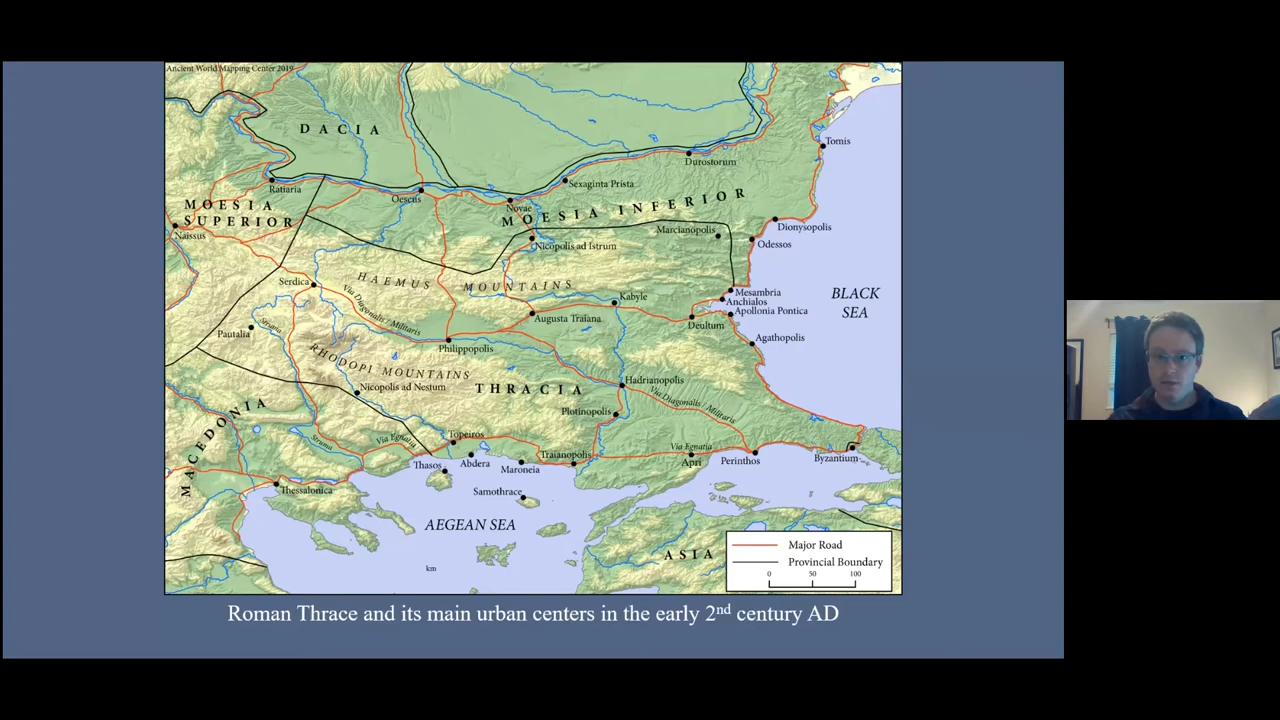 Ancient World Mapping Center 2019
DACIA
Tomis
Durostorum
Ratiaria
Sexaginta Prista
Oescus
MOESIA
SUPERIOR
Novae
MOESIA INFERIOR
Naissus
Dionysopolis
Marcianopolis
Odessos
Nicopolis ad Istrum
HAEMUS MOUNTAINS
Serdica
Via Diagonalis / Militaris
Kabyle
Mesambria
Anchialos
Apollonia Pontica
BLACK
SEA
Augusta Traiana
Deultum
Struma
Pautalia
Philippopolis
Agathopolis
RHODOPI MOUNTAINS
Nicopolis ad Nestum
THRACIA
Hadrianopolis
Via Diagonalis / Militaris
Plotinopolis
MACEDONIA
Struma
Via Egnatia
Topeiros
Via Egnatia
Thasos
Abdera
Maroneia
Traianopolis
Apri
Perinthos
Byzantium
Thessalonica
Samothrace
AEGEAN SEA
ASIA
km
Major Road
Provincial Boundary
0 50 100
Roman Thrace and its main urban centers in the early 2nd century AD